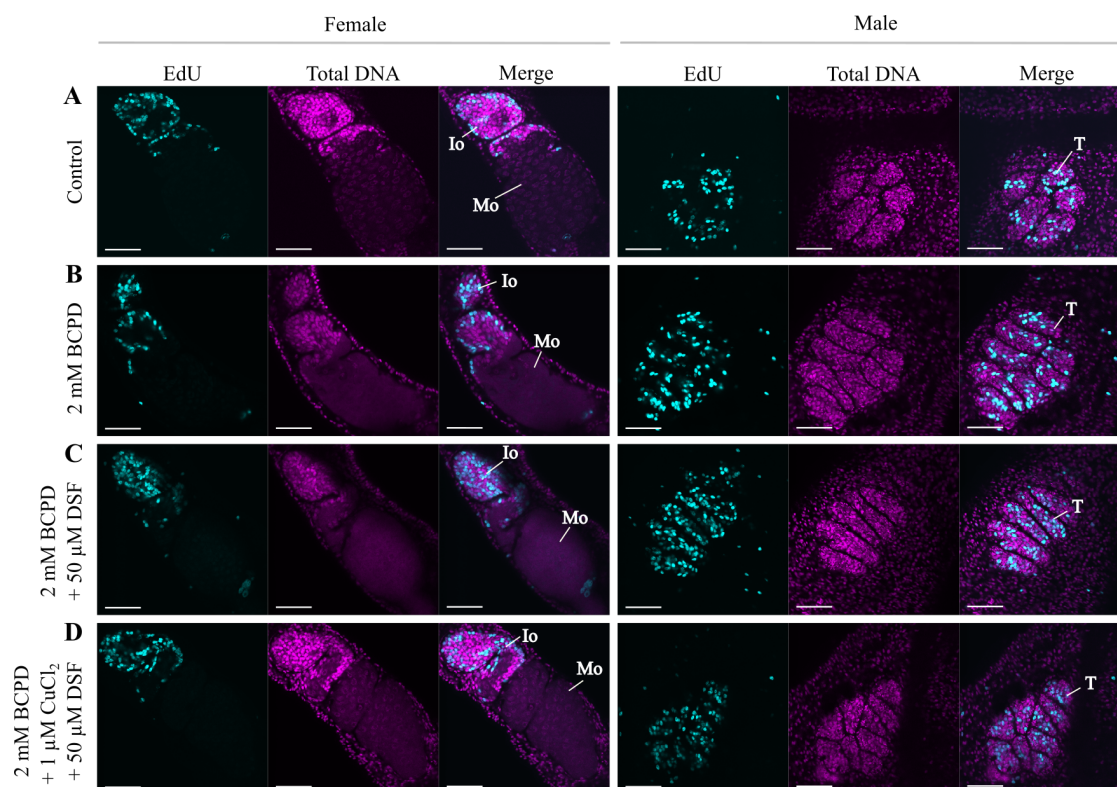 Female Male
EdU Total DNA Merge EdU Total DNA Merge
A
Control
Io
Mo
T
B
2 mM BCPD
Io
Mo
T
C
2 mM BCPD
+ 50 µM DSF
Io
Mo
T
D
2 mM BCPD
+ 1 µM CuCl₂
+ 50 µM DSF
Io
Mo
T